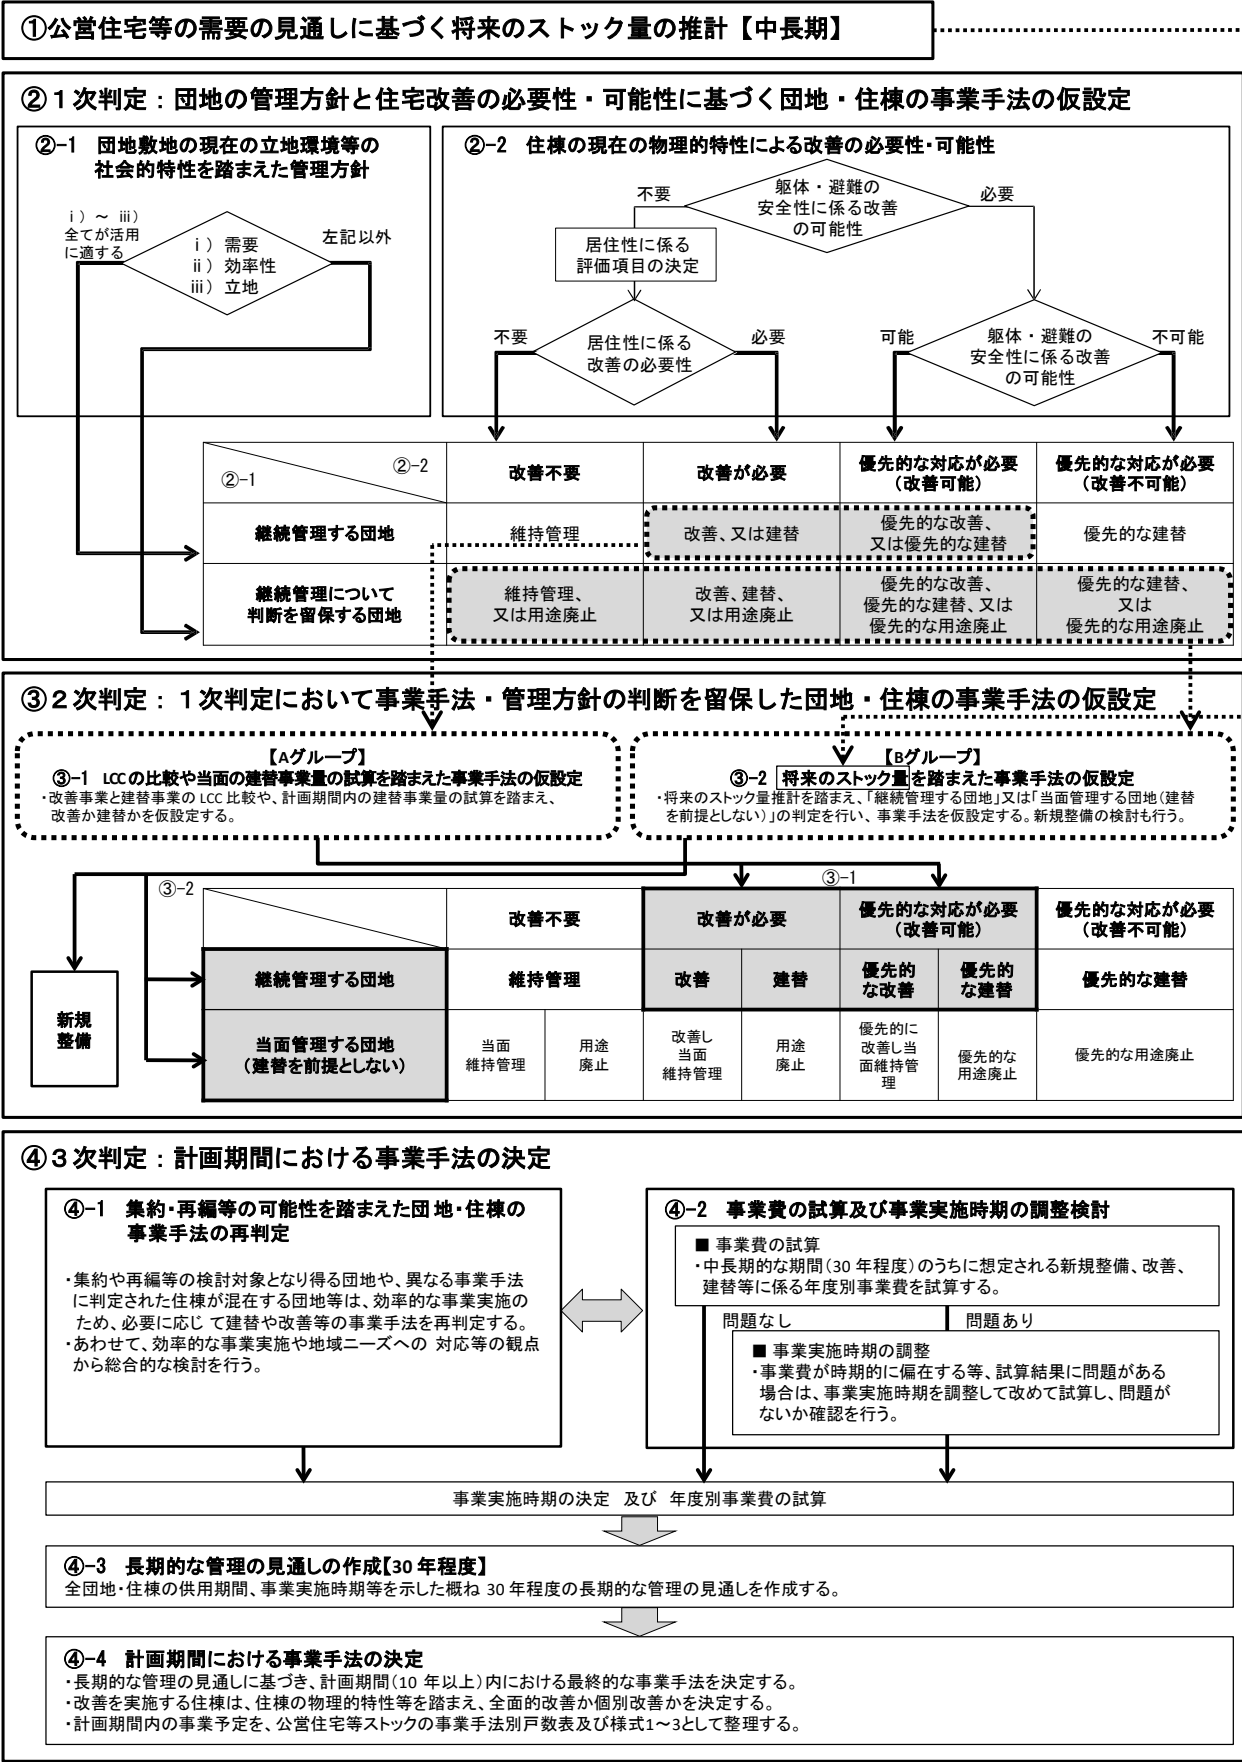 ①公営住宅等の需要の見通しに基づく将来のストック量の推計【中長期】
②１次判定：団地の管理方針と住宅改善の必要性・可能性に基づく団地・住棟の事業手法の仮設定
②-1 団地敷地の現在の立地環境等の
社会的特性を踏まえた管理方針
ⅰ）～ⅲ）
全てが活用
に適する
ⅰ）需要
ⅱ）効率性
ⅲ）立地
左記以外
②-2 住棟の現在の物理的特性による改善の必要性・可能性
不要
躯体・避難の
安全性に係る改善
の可能性
必要
居住性に係る
評価項目の決定
不要
居住性に係る
改善の必要性
必要
可能
躯体・避難の
安全性に係る改善
の可能性
不可能
②-1
②-2
改善不要
改善が必要
優先的な対応が必要
（改善可能）
優先的な対応が必要
（改善不可能）
継続管理する団地
維持管理
改善、又は建替
優先的な改善、
又は優先的な建替
優先的な建替
継続管理について
判断を留保する団地
維持管理、
又は用途廃止
改善、建替、
又は用途廃止
優先的な改善、
優先的な建替、又は
優先的な用途廃止
優先的な建替、
又は
優先的な用途廃止
③２次判定：１次判定において事業手法・管理方針の判断を留保した団地・住棟の事業手法の仮設定
【Aグループ】
③-1 LCCの比較や当面の建替事業量の試算を踏まえた事業手法の仮設定
・改善事業と建替事業の LCC 比較や、計画期間内の建替事業量の試算を踏まえ、
改善か建替かを仮設定する。
【Bグループ】
③-2 将来のストック量を踏まえた事業手法の仮設定
・将来のストック量推計を踏まえ、「継続管理する団地」又は「当面管理する団地（建替
を前提としない）」の判定を行い、事業手法を仮設定する。新規整備の検討も行う。
③-2
③-1
改善不要
改善が必要
優先的な対応が必要
（改善可能）
優先的な対応が必要
（改善不可能）
新規
整備
継続管理する団地
維持管理
改善
建替
優先的
な改善
優先的
な建替
優先的な建替
当面管理する団地
（建替を前提としない）
当面
維持管理
用途
廃止
改善し
当面
維持管理
用途
廃止
優先的に
改善し当
面維持管
理
優先的な
用途廃止
優先的な用途廃止
④３次判定：計画期間における事業手法の決定
④-1 集約・再編等の可能性を踏まえた団地・住棟の
事業手法の再判定
・集約や再編等の検討対象となり得る団地や、異なる事業手法
に判定された住棟が混在する団地等は、効率的な事業実施の
ため、必要に応じて建替や改善等の事業手法を再判定する。
・あわせて、効率的な事業実施や地域ニーズへの対応等の観点
から総合的な検討を行う。
④-2 事業費の試算及び事業実施時期の調整検討
■ 事業費の試算
・中長期的な期間（30 年程度）のうちに想定される新規整備、改善、
建替等に係る年度別事業費を試算する。
問題なし
問題あり
■ 事業実施時期の調整
・事業費が時期的に偏在する等、試算結果に問題がある
場合は、事業実施時期を調整して改めて試算し、問題が
ないか確認を行う。
事業実施時期の決定 及び 年度別事業費の試算
④-3 長期的な管理の見通しの作成【30 年程度】
全団地・住棟の供用期間、事業実施時期等を示した概ね 30 年程度の長期的な管理の見通しを作成する。
④-4 計画期間における事業手法の決定
・長期的な管理の見通しに基づき、計画期間（10 年以上）内における最終的な事業手法を決定する。
・改善を実施する住棟は、住棟の物理的特性等を踏まえ、全面的改善か個別改善かを決定する。
・計画期間内の事業予定を、公営住宅等ストックの事業手法別戸数表及び様式1～3として整理する。